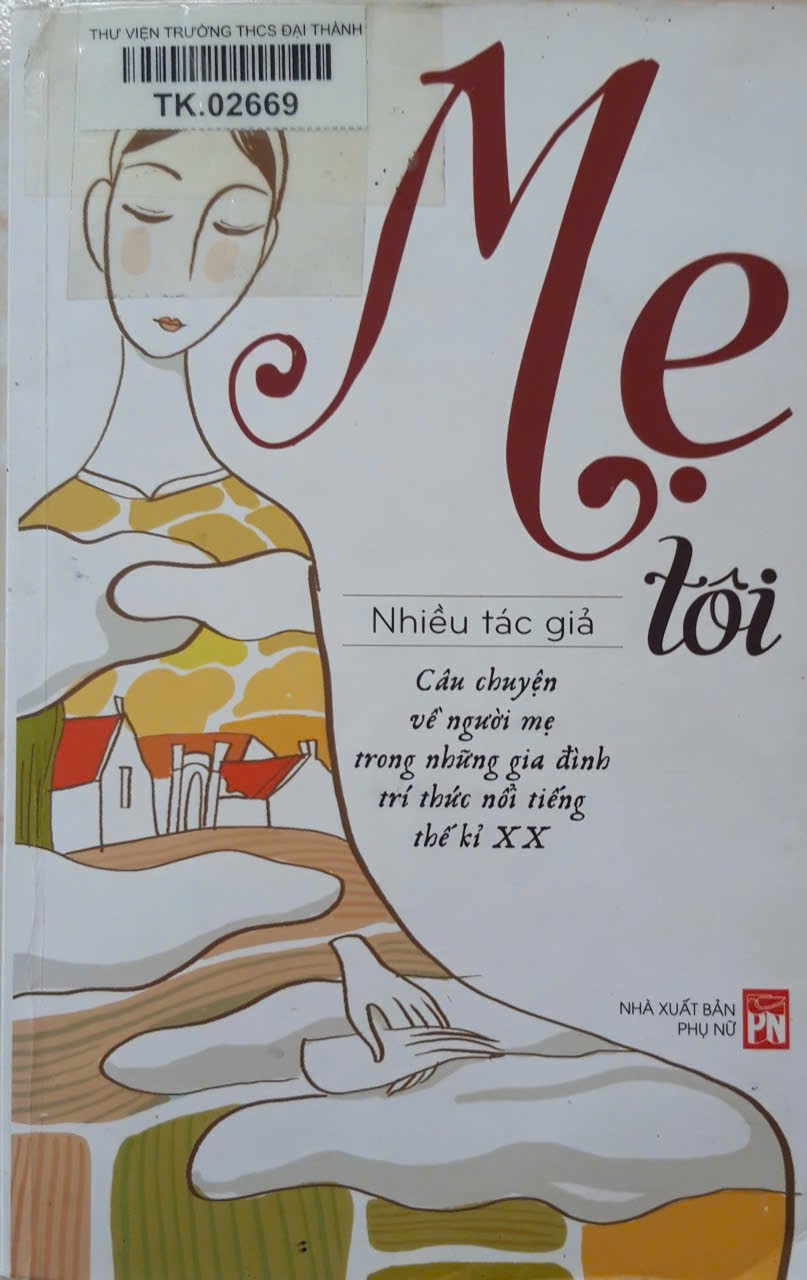 THƯ VIỆN TRƯỜNG THCS ĐẠI THÀNH
TK.02669
Mẹ
tôi
Nhiều tác giả
Câu chuyện
về người mẹ
trong những gia đình
trí thức nổi tiếng
thế kỉ XX
NHÀ XUẤT BẢN
PHỤ NỮ
PN